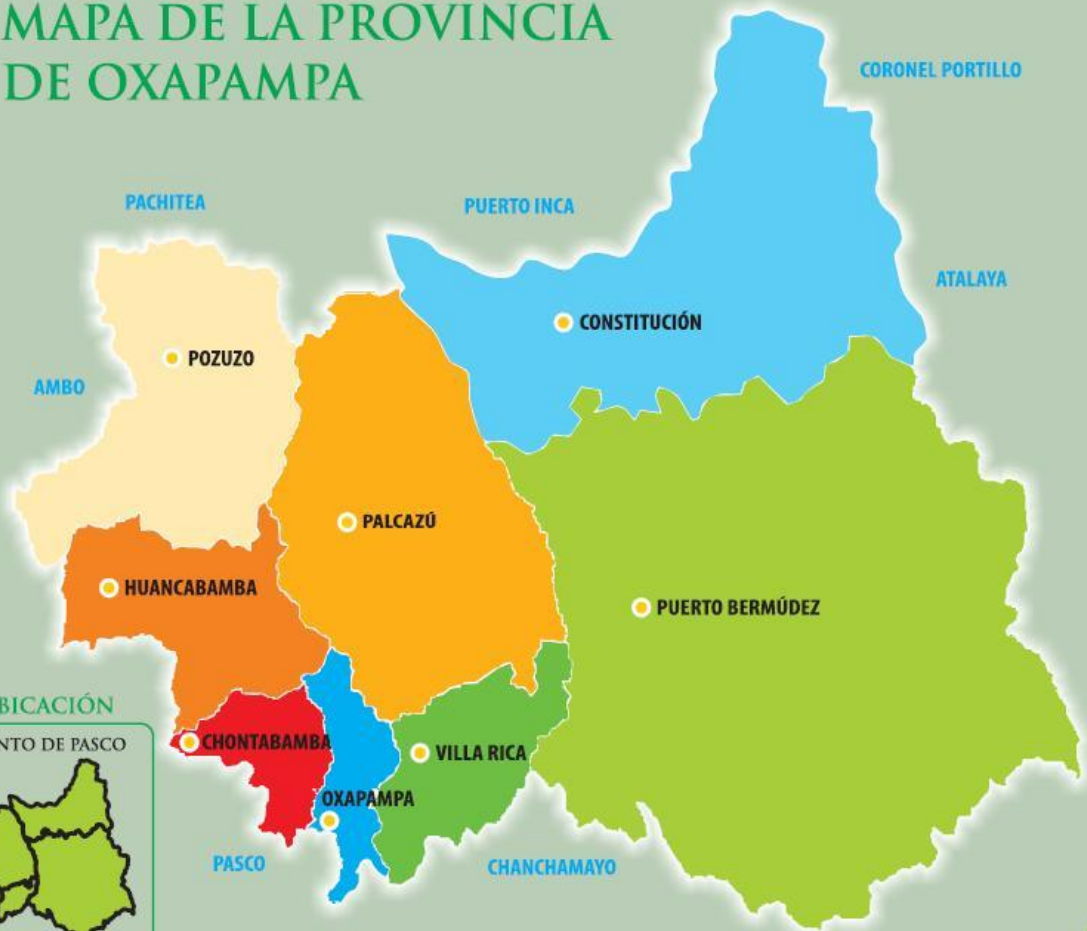 MAPA DE LA PROVINCIA
DE OXAPAMPA
CORONEL PORTILLO
PACHITEA
PUERTO INCA
ATALAYA
CONSTITUCIÓN
POZUZO
AMBO
PALCAZÚ
HUANCABAMBA
PUERTO BERMÚDEZ
BICACIÓN
NTO DE PASCO
CHONTABAMBA
VILLA RICA
OXAPAMPA
PASCO
CHANCHAMAYO